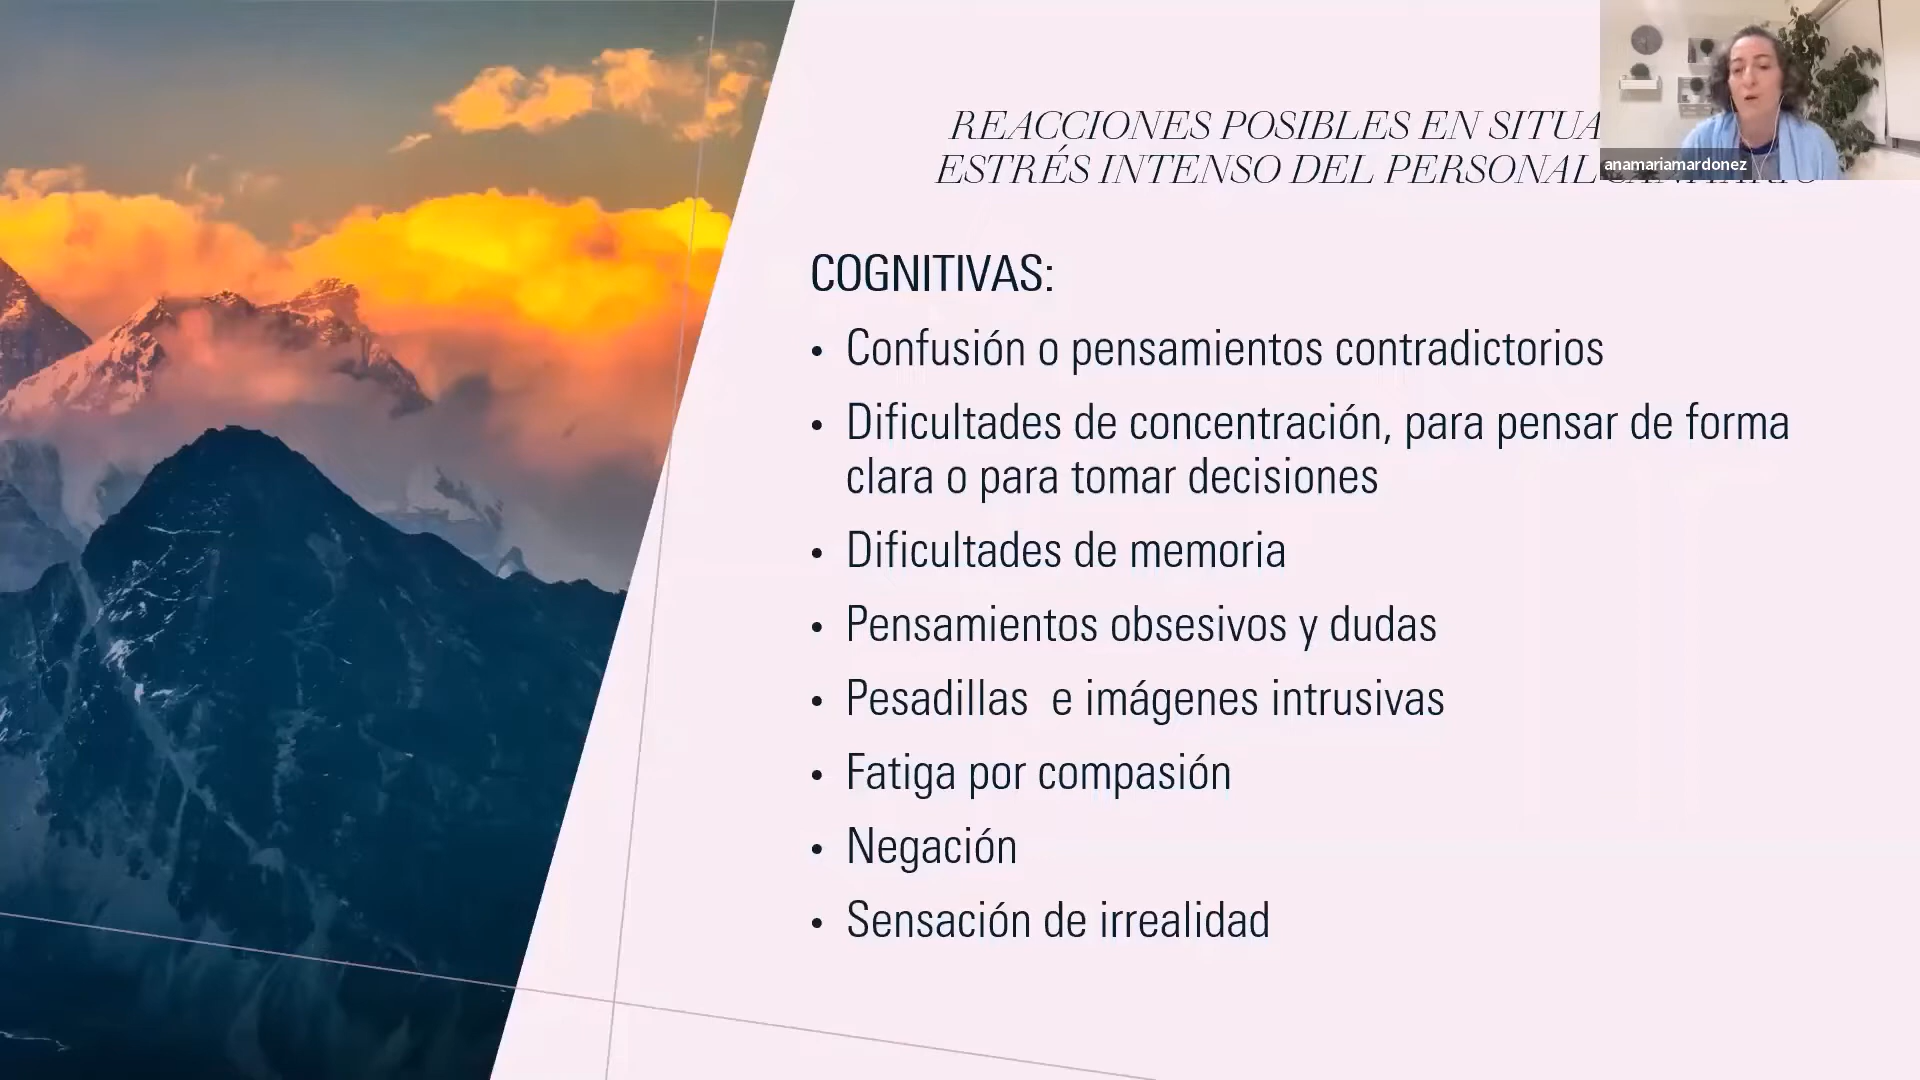 REACCIONES POSIBLES EN
ESTRÉS INTENSO DEL PERSONAL
anamariamardonez
COGNITIVAS:
• Confusión o pensamientos contradictorios
• Dificultades de concentración, para pensar de forma
clara o para tomar decisiones
• Dificultades de memoria
• Pensamientos obsesivos y dudas
• Pesadillas e imágenes intrusivas
• Fatiga por compasión
• Negación
• Sensación de irrealidad